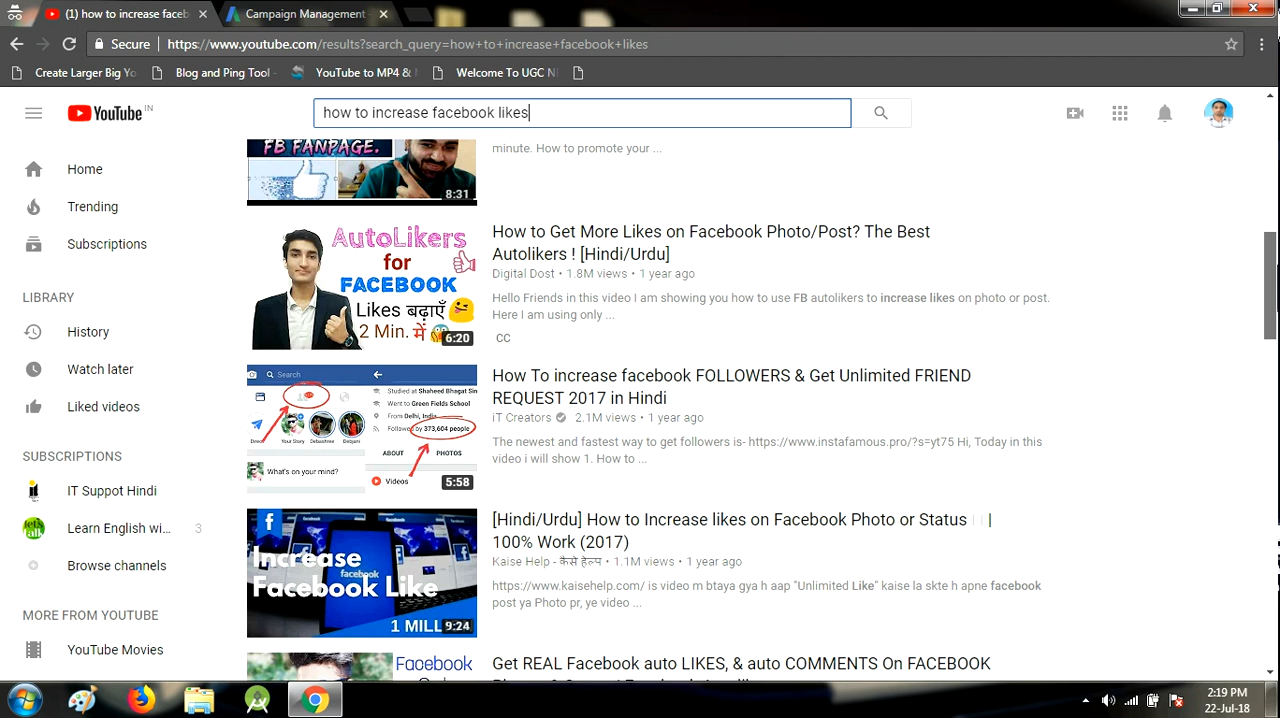 (1) how to increase faceb
Campaign Management
Secure
https://www.youtube.com/results?search_query=how+to+increase+facebook+likes
Create Larger Big Yo
Blog and Ping Tool -
YouTube to MP4 &
Welcome To UGC N
YouTube IN
how to increase facebook likes
Home
Trending
Subscriptions
LIBRARY
History
Watch later
Liked videos
SUBSCRIPTIONS
IT Suppot Hindi
Learn English wi... 3
Browse channels
MORE FROM YOUTUBE
YouTube Movies
FB FANPAGE.
8:31
minute. How to promote your ...
AutoLikers
for
FACEBOOK
Likes बढ़ाएँ
2 Min. में
6:20
How to Get More Likes on Facebook Photo/Post? The Best
Autolikers ! [Hindi/Urdu]
Digital Dost • 1.8M views • 1 year ago
Hello Friends in this video I am showing you how to use FB autolikers to increase likes on photo or post.
Here I am using only ...
CC
Search
Direct
Your Story
Debashree
Debjani
What's on your mind?
Studied at Shaheed Bhagat Sin
Went to Green Fields School
From Delhi, India
Followed by 373,604 people
ABOUT PHOTOS
Videos
5:58
How To increase facebook FOLLOWERS & Get Unlimited FRIEND
REQUEST 2017 in Hindi
iT Creators 2.1M views • 1 year ago
The newest and fastest way to get followers is- https://www.instafamous.pro/?s=yt75 Hi, Today in this
video i will show 1. How to ...
Increase
facebook
Facebook Like
1 MILL
9:24
[Hindi/Urdu] How to Increase likes on Facebook Photo or Status |
100% Work (2017)
Kaise Help - कैसे हेल्प • 1.1M views • 1 year ago
https://www.kaisehelp.com/ is video m btaya gya h aap "Unlimited Like" kaise la skte h apne facebook
post ya Photo pr, ye video ...
Facebook
Get REAL Facebook auto LIKES, & auto COMMENTS On FACEBOOK
2:19 PM
22-Jul-18